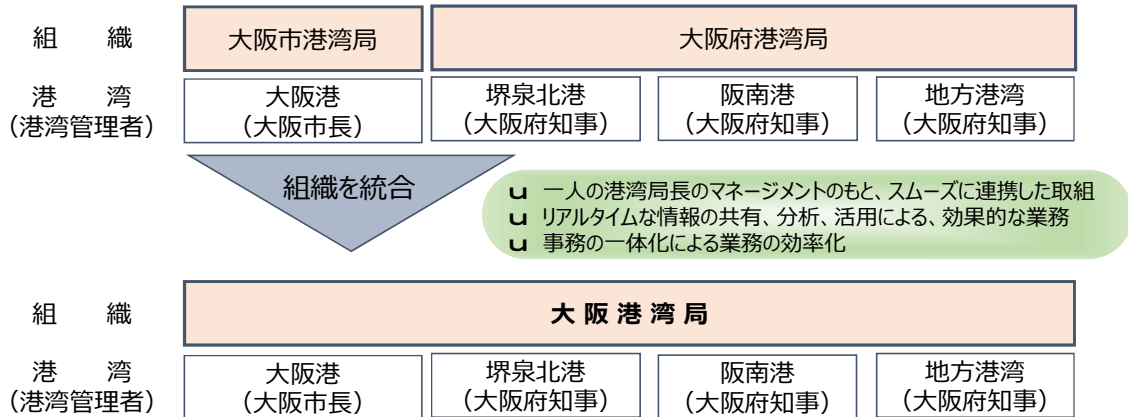 組　織　大阪市港湾局　大阪府港湾局
港　湾　大阪港　堺泉北港　阪南港　地方港湾
(港湾管理者)　(大阪市長)　(大阪府知事)　(大阪府知事)　(大阪府知事)
組織を統合
u 一人の港湾局長のマネージメントのもと、スムーズに連携した取組
u リアルタイムな情報の共有、分析、活用による、効果的な業務
u 事務の一体化による業務の効率化
組　織　大阪港湾局
港　湾　大阪港　堺泉北港　阪南港　地方港湾
(港湾管理者)　(大阪市長)　(大阪府知事)　(大阪府知事)　(大阪府知事)